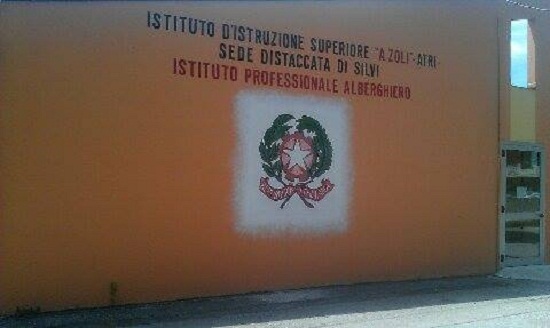 ISTITUTO D'ISTRUZIONE SUPERIORE "A.ZOLI"-ATRI
SEDE DISTACCATA DI SILVI
ISTITUTO PROFESSIONALE ALBERGHIERO